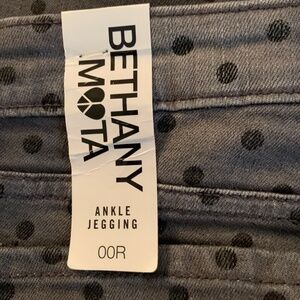 BETHANY
MOTA
ANKLE
JEGGING
00R